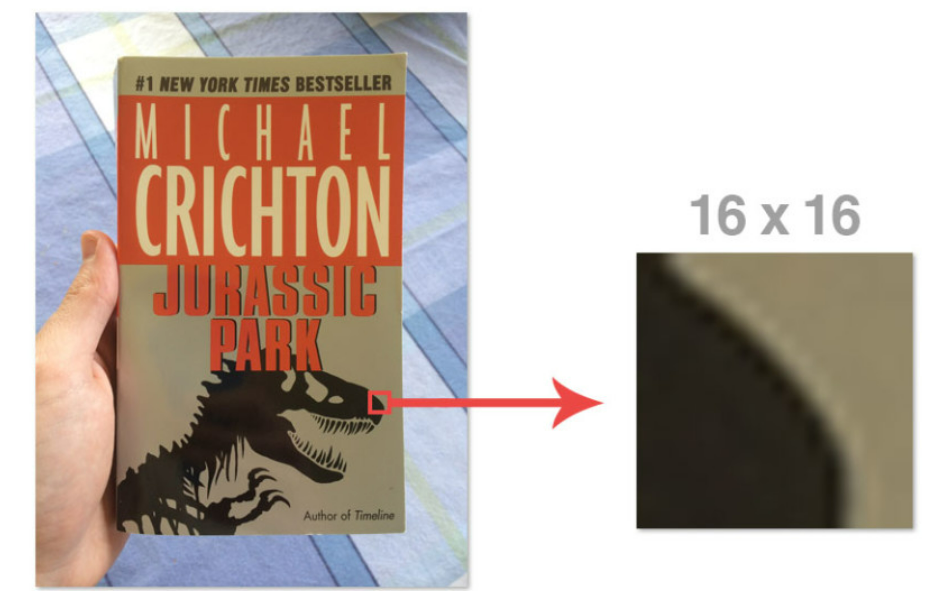 #1 NEW YORK TIMES BESTSELLER
MICHAEL
CRICHTON
JURASSIC
PARK
Author of Timeline
16 x 16